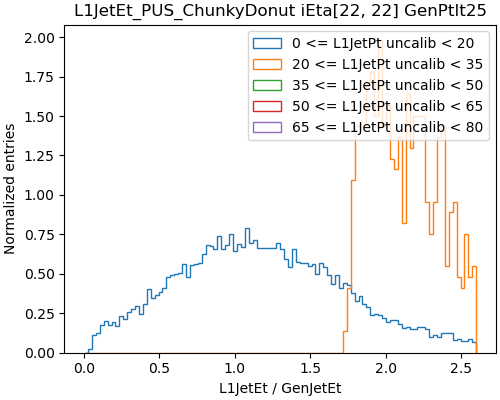 L1JetEt_PUS_ChunkyDonut iEta[22, 22] GenPtlt25
0 <= L1JetPt uncalib < 20
20 <= L1JetPt uncalib < 35
35 <= L1JetPt uncalib < 50
50 <= L1JetPt uncalib < 65
65 <= L1JetPt uncalib < 80
Normalized entries
2.00
1.75
1.50
1.25
1.00
0.75
0.50
0.25
0.00
0.0 0.5 1.0 1.5 2.0 2.5
L1JetEt / GenJetEt